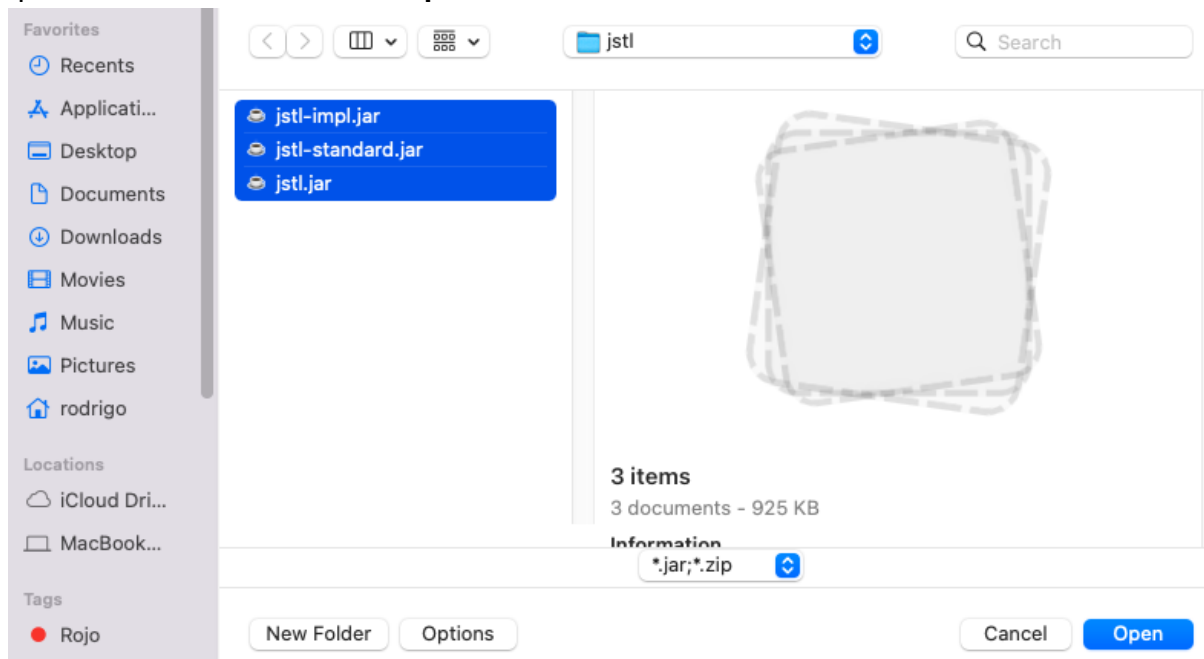 Favorites
Recents
Applicati...
Desktop
Documents
Downloads
Movies
Music
Pictures
rodrigo
Locations
iCloud Dri...
MacBook...
Tags
Rojo
jstl
Search
jstl-impl.jar
jstl-standard.jar
jstl.jar
3 items
3 documents - 925 KB
Information
*.jar;*.zip
New Folder
Options
Cancel
Open